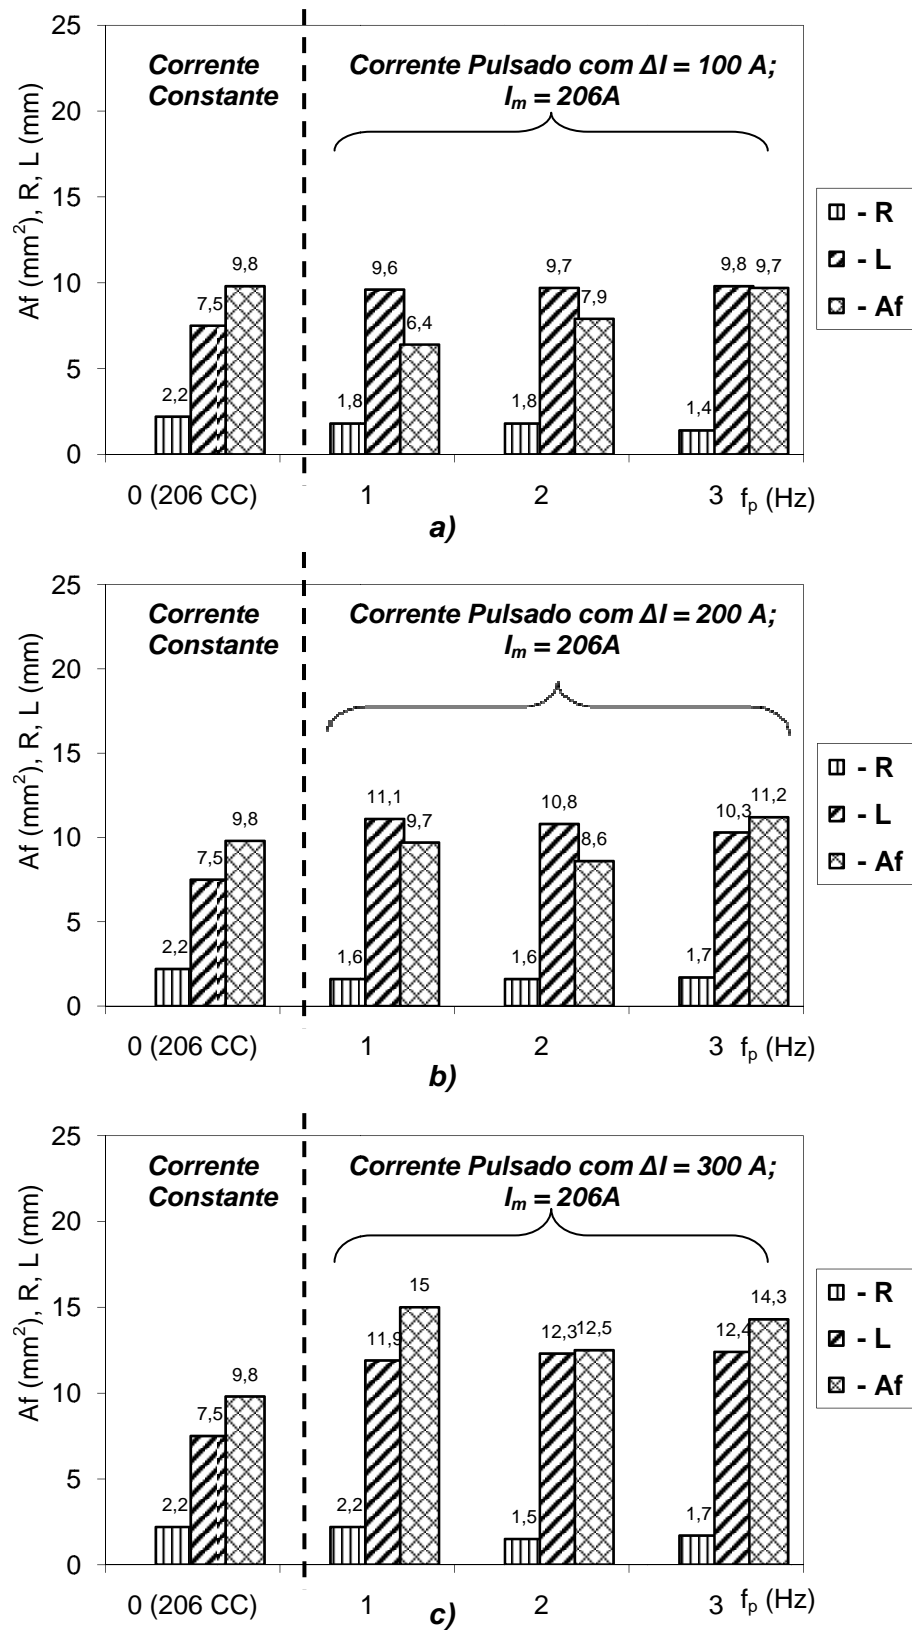 Af (mm²), R, L (mm)
25
20
15
10
5
0
Corrente
Constante
Corrente Pulsado com ΔI = 100 A;
Iₘ = 206A
2,2
7,5
9,8
1,8
9,6
6,4
1,8
9,7
7,9
1,4
9,8
9,7
0 (206 CC)
1
2
3
fₚ (Hz)
a)
- R
- L
- Af
Af (mm²), R, L (mm)
25
20
15
10
5
0
Corrente
Constante
Corrente Pulsado com ΔI = 200 A;
Iₘ = 206A
2,2
7,5
9,8
1,6
11,1
9,7
1,6
10,8
8,6
1,7
10,3
11,2
0 (206 CC)
1
2
3
fₚ (Hz)
b)
- R
- L
- Af
Af (mm²), R, L (mm)
25
20
15
10
5
0
Corrente
Constante
Corrente Pulsado com ΔI = 300 A;
Iₘ = 206A
2,2
7,5
9,8
2,2
11,9
15
1,5
12,3
12,5
1,7
12,4
14,3
0 (206 CC)
1
2
3
fₚ (Hz)
c)
- R
- L
- Af